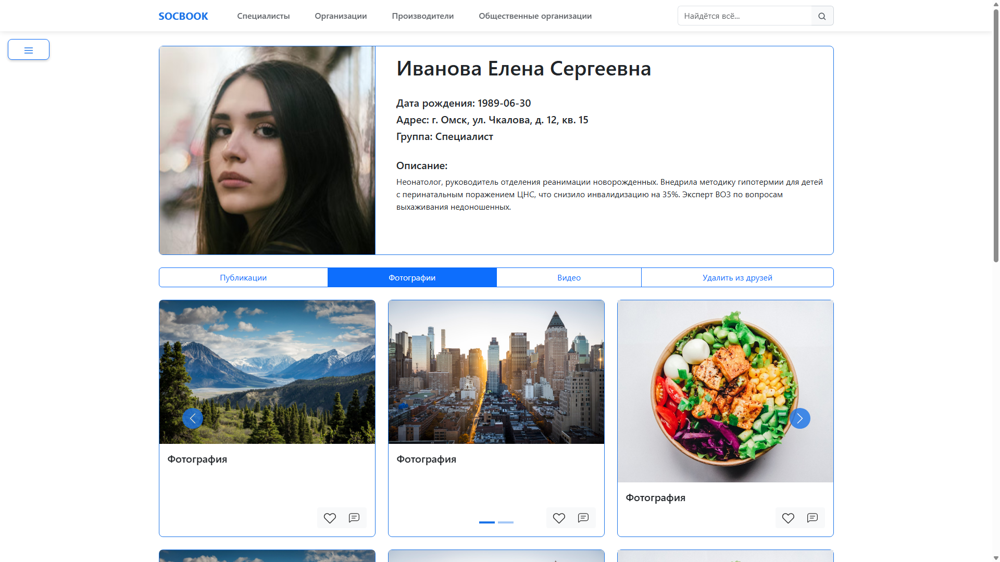 SOCBOOK
Специалисты
Организации
Производители
Общественные организации
Найдётся всё...
Иванова Елена Сергеевна
Дата рождения: 1989-06-30
Адрес: г. Омск, ул. Чкалова, д. 12, кв. 15
Группа: Специалист
Описание:
Неонатолог, руководитель отделения реанимации новорожденных. Внедрила методику гипотермии для детей
с перинатальным поражением ЦНС, что снизило инвалидизацию на 35%. Эксперт ВОЗ по вопросам
выхаживания недоношенных.
Публикации
Фотографии
Видео
Удалить из друзей
Фотография
Фотография
Фотография